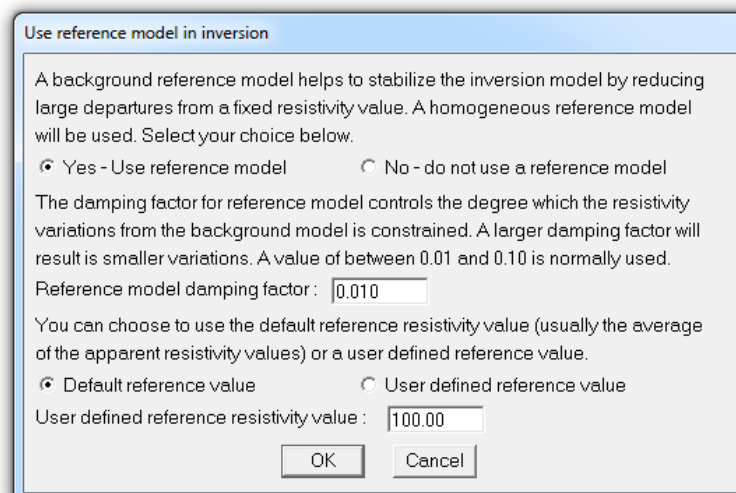 Use reference model in inversion
A background reference model helps to stabilize the inversion model by reducing
large departures from a fixed resistivity value. A homogeneous reference model
will be used. Select your choice below.
Yes - Use reference model No - do not use a reference model
The damping factor for reference model controls the degree which the resistivity
variations from the background model is constrained. A larger damping factor will
result is smaller variations. A value of between 0.01 and 0.10 is normally used.
Reference model damping factor : 0.010
You can choose to use the default reference resistivity value (usually the average
of the apparent resistivity values) or a user defined reference value.
Default reference value User defined reference value
User defined reference resistivity value : 100.00
OK Cancel